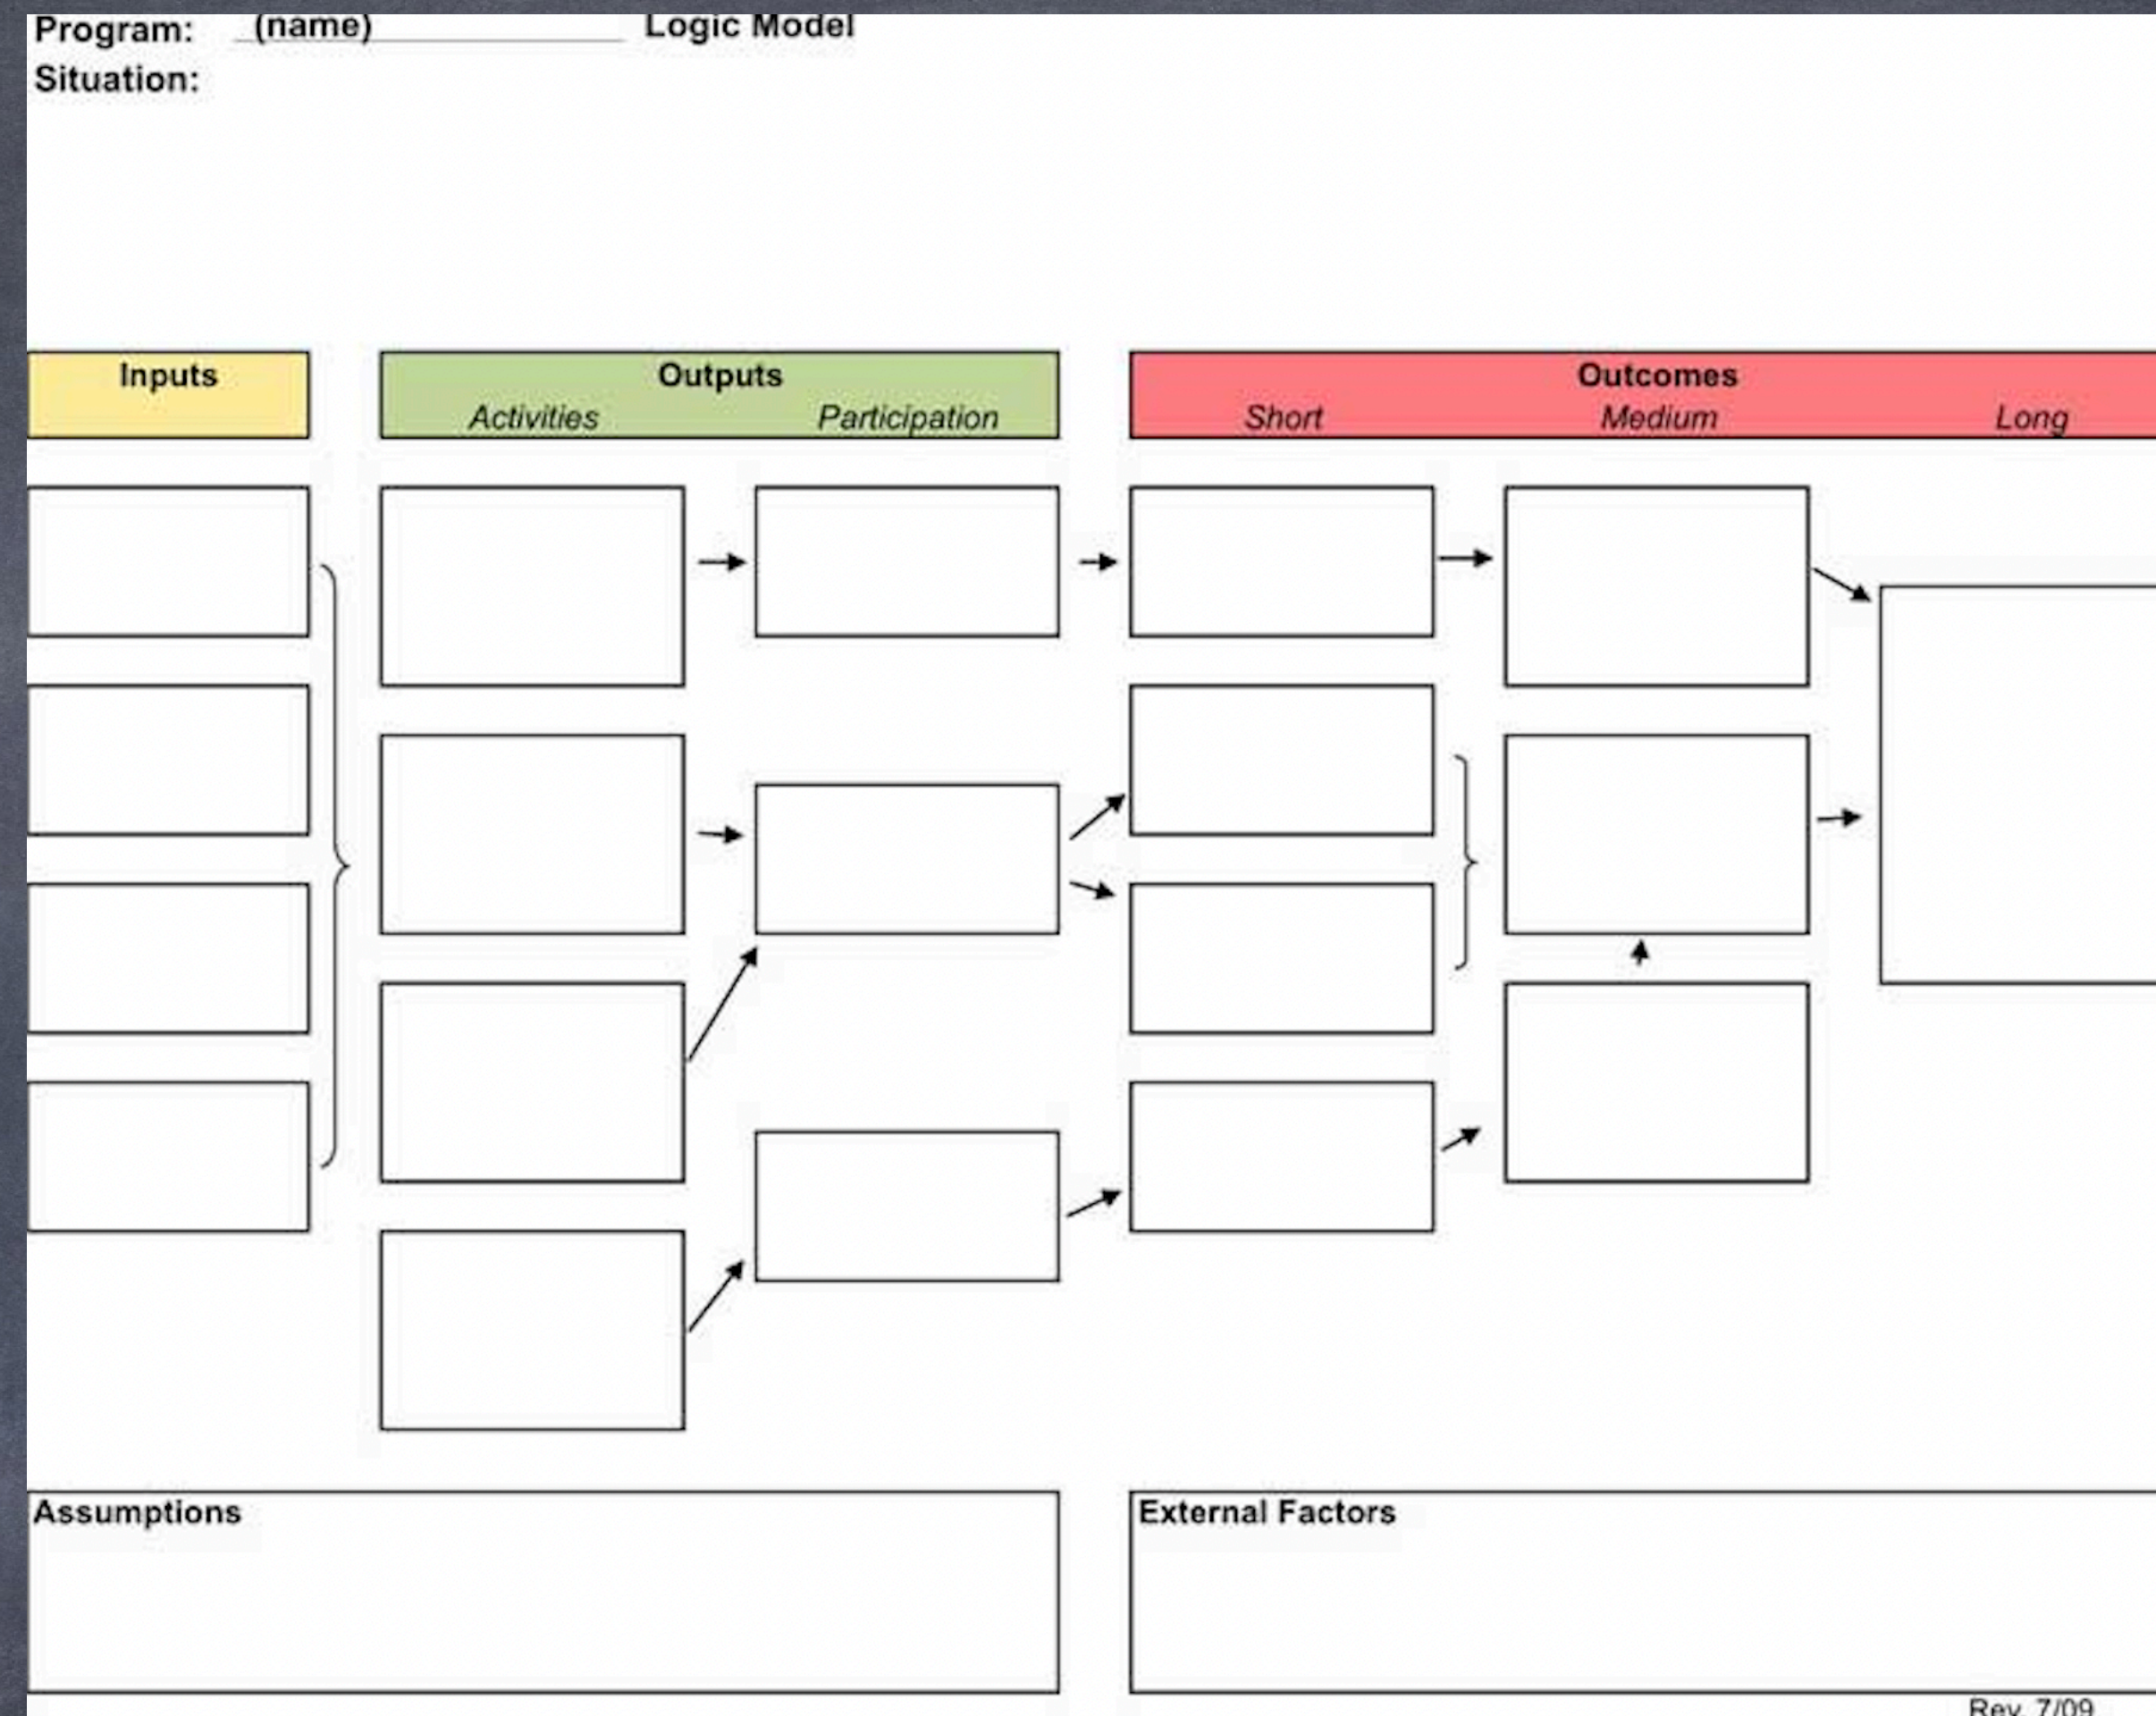 Program: (name) Logic Model
Situation:
Inputs
Outputs
Activities Participation
Outcomes
Short Medium Long
Assumptions
External Factors
Rev. 7/09